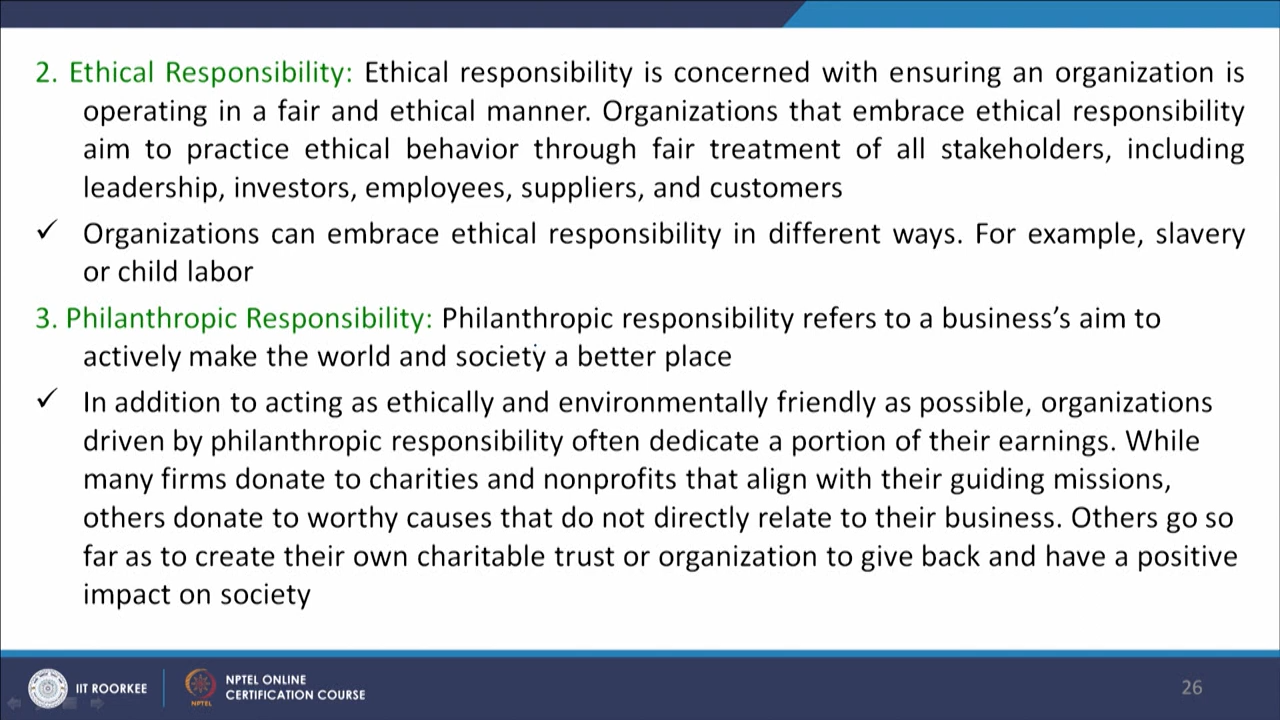 2. Ethical Responsibility: Ethical responsibility is concerned with ensuring an organization is
operating in a fair and ethical manner. Organizations that embrace ethical responsibility
aim to practice ethical behavior through fair treatment of all stakeholders, including
leadership, investors, employees, suppliers, and customers
✓ Organizations can embrace ethical responsibility in different ways. For example, slavery
or child labor
3. Philanthropic Responsibility: Philanthropic responsibility refers to a business’s aim to
actively make the world and society a better place
✓ In addition to acting as ethically and environmentally friendly as possible, organizations
driven by philanthropic responsibility often dedicate a portion of their earnings. While
many firms donate to charities and nonprofits that align with their guiding missions,
others donate to worthy causes that do not directly relate to their business. Others go so
far as to create their own charitable trust or organization to give back and have a positive
impact on society
IIT ROORKEE
NPTEL
NPTEL ONLINE
CERTIFICATION COURSE
26